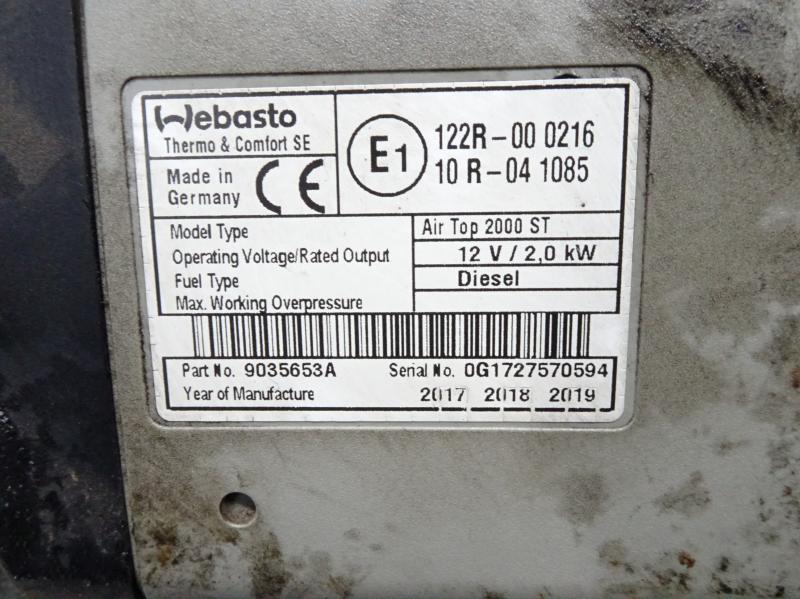 Webasto
Thermo & Comfort SE
Made in
Germany
CE
E1
122R-00 0216
10 R-04 1085
Model Type Air Top 2000 ST
Operating Voltage/Rated Output 12 V / 2,0 kW
Fuel Type Diesel
Max. Working Overpressure
Part No. 9035653A Serial No. 0G1727570594
Year of Manufacture 2017 2018 2019